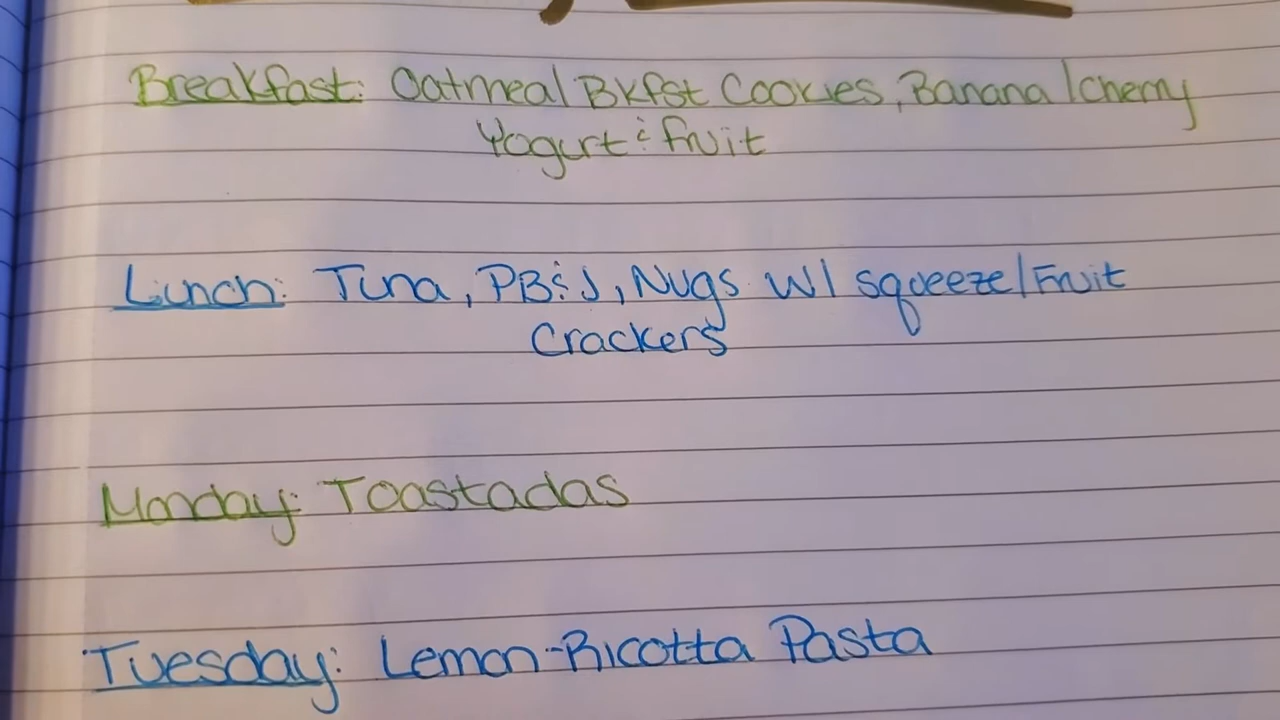 Breakfast: Oatmeal Bkfst Cookies, Banana/Cherry
Yogurt & fruit
Lunch: Tuna, PB&J, Nugs w/ squeeze/Fruit
Crackers
Monday: Toastadas
Tuesday: Lemon-Ricotta Pasta